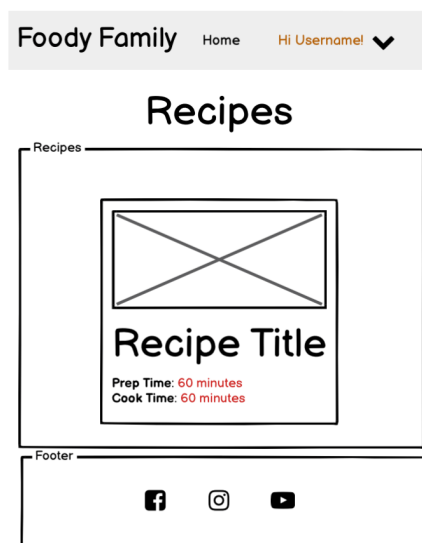 Foody Family Home Hi Username!
Recipes
Recipes
Recipe Title
Prep Time: 60 minutes
Cook Time: 60 minutes
Footer